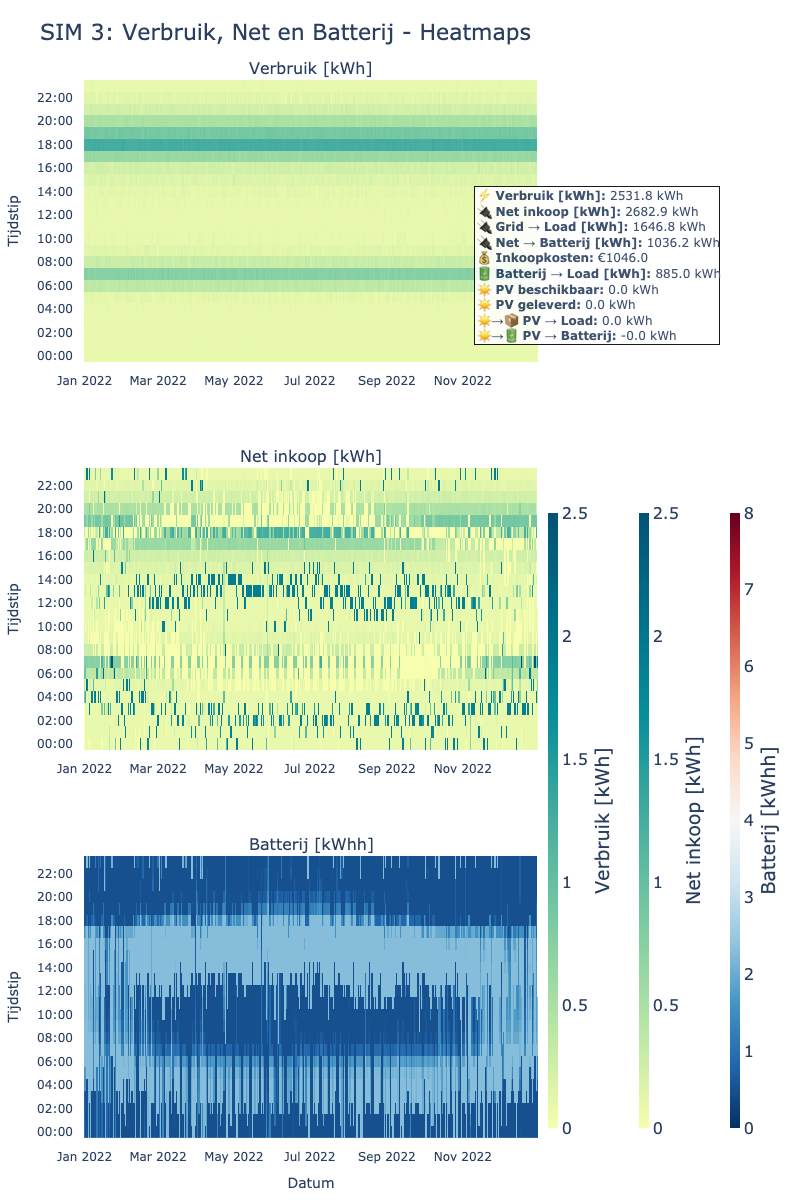 SIM 3: Verbruik, Net en Batterij - Heatmaps
Verbruik [kWh]
22:00
20:00
18:00
16:00
14:00
12:00
10:00
08:00
06:00
04:00
02:00
00:00
Tijdstip
Jan 2022 Mar 2022 May 2022 Jul 2022 Sep 2022 Nov 2022
⚡ Verbruik [kWh]: 2531.8 kWh
🔌 Net inkoop [kWh]: 2682.9 kWh
🔌 Grid → Load [kWh]: 1646.8 kWh
🔌 Net → Batterij [kWh]: 1036.2 kWh
💰 Inkoopkosten: €1046.0
🔋 Batterij → Load [kWh]: 885.0 kWh
☀️ PV beschikbaar: 0.0 kWh
☀️ PV geleverd: 0.0 kWh
☀️→📦 PV → Load: 0.0 kWh
☀️→🔋 PV → Batterij: -0.0 kWh
Net inkoop [kWh]
22:00
20:00
18:00
16:00
14:00
12:00
10:00
08:00
06:00
04:00
02:00
00:00
Tijdstip
Jan 2022 Mar 2022 May 2022 Jul 2022 Sep 2022 Nov 2022
Batterij [kWhh]
22:00
20:00
18:00
16:00
14:00
12:00
10:00
08:00
06:00
04:00
02:00
00:00
Tijdstip
Jan 2022 Mar 2022 May 2022 Jul 2022 Sep 2022 Nov 2022
Datum
2.5
2
1.5
1
0.5
0
Verbruik [kWh]
2.5
2
1.5
1
0.5
0
Net inkoop [kWh]
8
7
6
5
4
3
2
1
0
Batterij [kWhh]